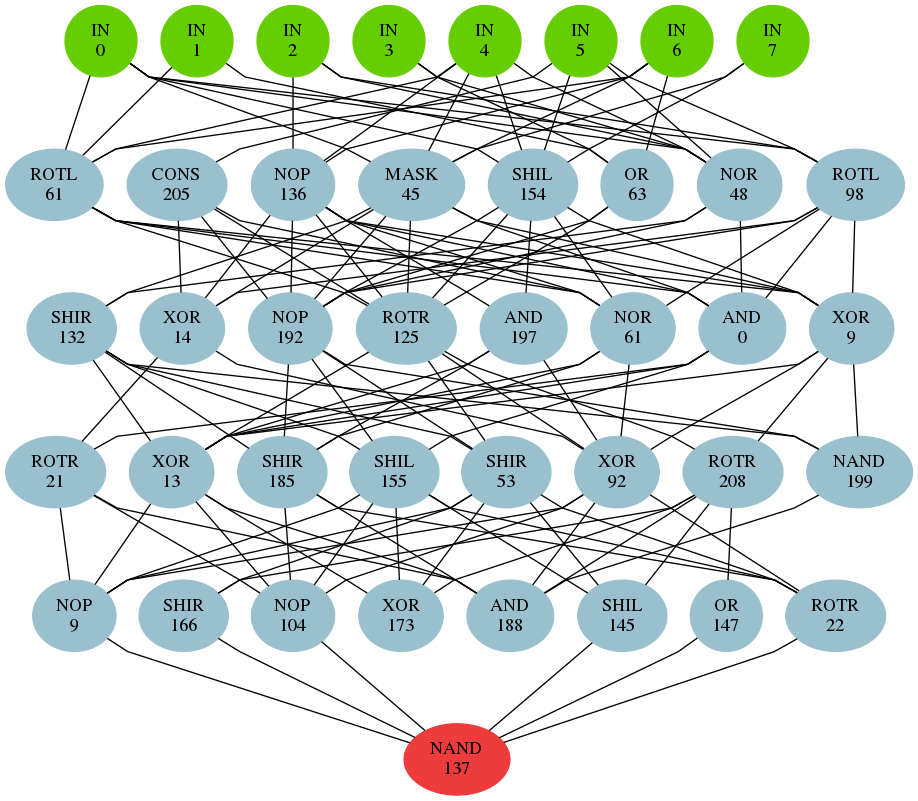 IN IN IN IN IN IN IN IN
0 1 2 3 4 5 6 7
ROTL CONS NOP MASK SHIL OR NOR ROTL
61 205 136 45 154 63 48 98
SHIR XOR NOP ROTR AND NOR AND XOR
132 14 192 125 197 61 0 9
ROTR XOR SHIR SHIL SHIR XOR ROTR NAND
21 13 185 155 53 92 208 199
NOP SHIR NOP XOR AND SHIL OR ROTR
9 166 104 173 188 145 147 22
NAND
137